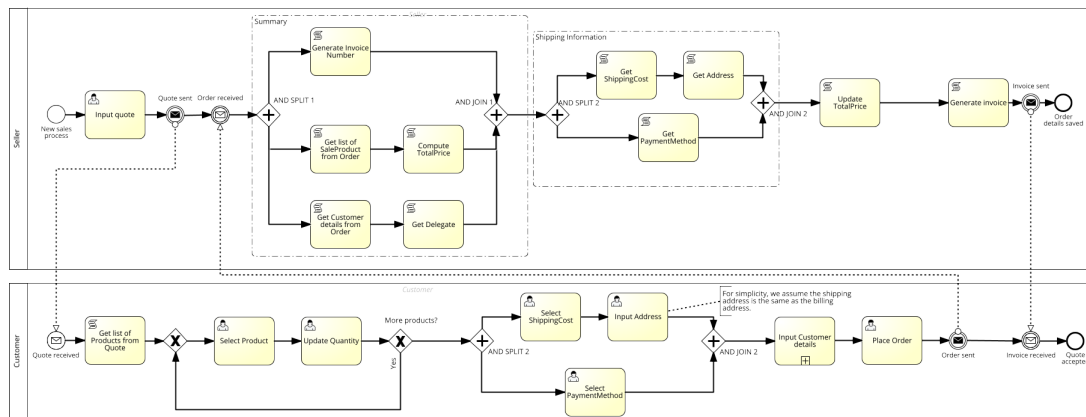 Seller
Summary
Generate Invoice
Number
Shipping Information
Get
ShippingCost
Get Address
Input quote
Quote sent
Order received
AND SPLIT 1
AND JOIN 1
AND SPLIT 2
AND JOIN 2
Update
TotalPrice
Generate invoice
Invoice sent
New sales
process
Order
details saved
Get list of
SaleProduct
from Order
Compute
TotalPrice
Get
PaymentMethod
Get Customer
details from
Order
Get Delegate
Seller
Customer
For simplicity, we assume the shipping
address is the same as the billing
address.
Select
ShippingCost
Input Address
More products?
Get list of
Products from
Quote
Select Product
Update Quantity
Input Customer
details
Place Order
Quote received
AND SPLIT 2
AND JOIN 2
Order sent
Invoice received
Quote
accepte
Yes
Select
PaymentMethod
Customer